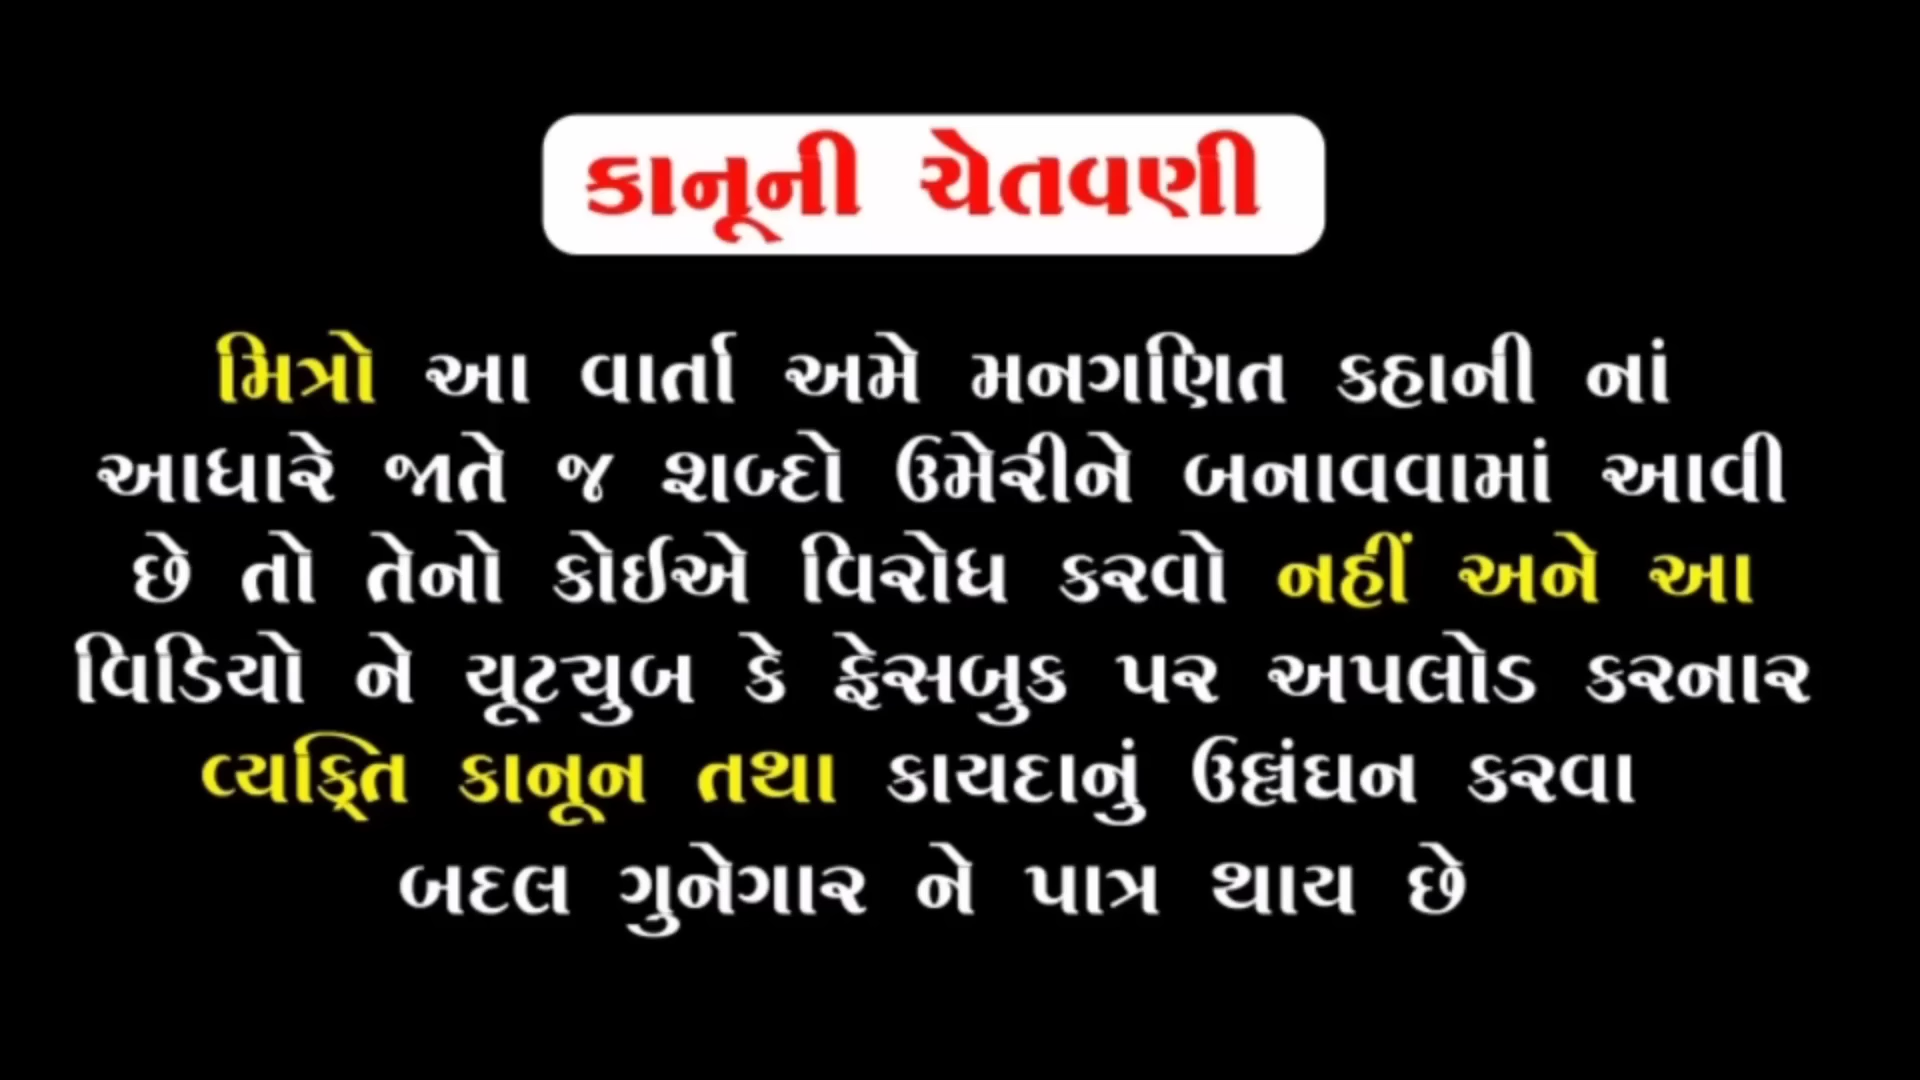 કાનૂની ચેતવણી
મિત્રો આ વાર્તા અમે મનગણિત કહાની નાં
આધારે જાતે જ શબ્દો ઉમેરીને બનાવવામાં આવી
છે તો તેનો કોઈએ વિરોધ કરવો નહીં અને આ
વિડિયો ને યૂટયુબ કે ફેસબુક પર અપલોડ કરનાર
વ્યક્તિ કાનૂન તથા કાયદાનું ઉલ્લંઘન કરવા
બદલ ગુનેગાર ને પાત્ર થાય છે